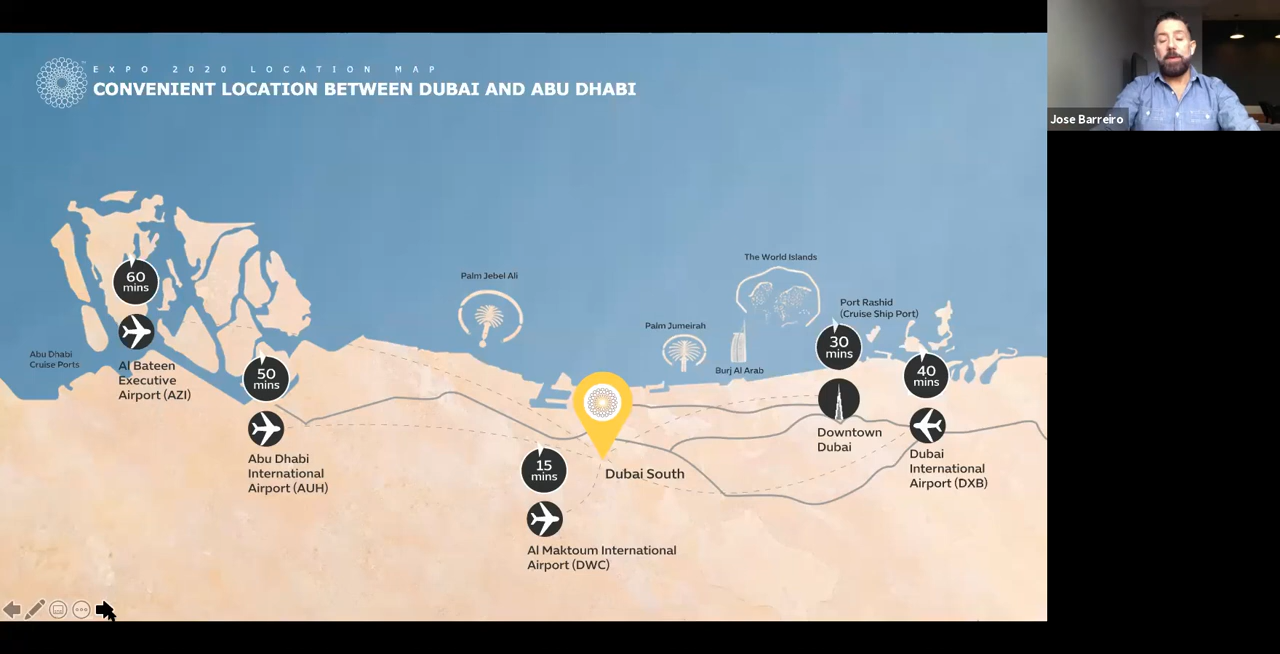 EXPO 2020 LOCATION MAP
CONVENIENT LOCATION BETWEEN DUBAI AND ABU DHABI
Jose Barreiro
The World Islands
Palm Jebel Ali
60
mins
Port Rashid
(Cruise Ship Port)
Palm Jumeirah
Burj Al Arab
30
mins
Abu Dhabi
Cruise Ports
Al Bateen
Executive
Airport (AZI)
50
mins
40
mins
Downtown
Dubai
Abu Dhabi
International
Airport (AUH)
Dubai
International
Airport (DXB)
15
mins
Dubai South
Al Maktoum International
Airport (DWC)